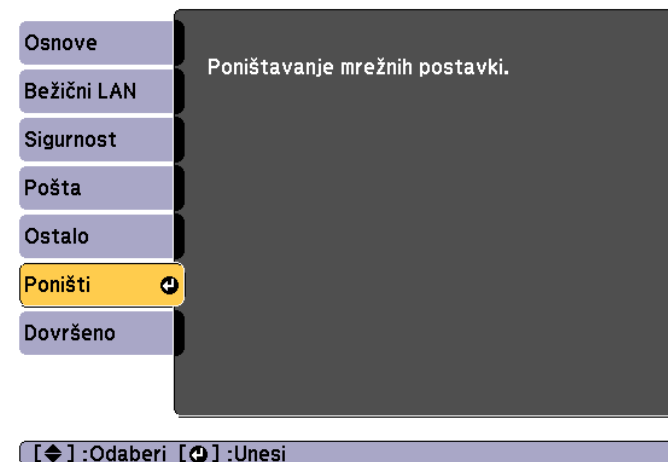 Osnove
Poništavanje mrežnih postavki.
Bežični LAN
Sigurnost
Pošta
Ostalo
Poništi
Dovršeno
[◆] :Odaberi [↵] :Unesi